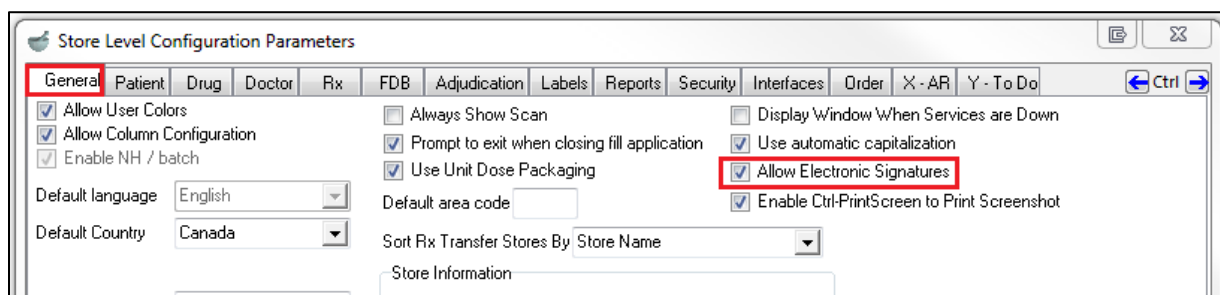 Store Level Configuration Parameters
General Patient Drug Doctor Rx FDB Adjudication Labels Reports Security Interfaces Order X - AR Y - To Do Ctrl
Allow User Colors
Allow Column Configuration
Enable NH / batch
Default language English
Default Country Canada
Always Show Scan
Prompt to exit when closing fill application
Use Unit Dose Packaging
Default area code
Sort Rx Transfer Stores By Store Name
Store Information
Display Window When Services are Down
Use automatic capitalization
Allow Electronic Signatures
Enable Ctrl-PrintScreen to Print Screenshot